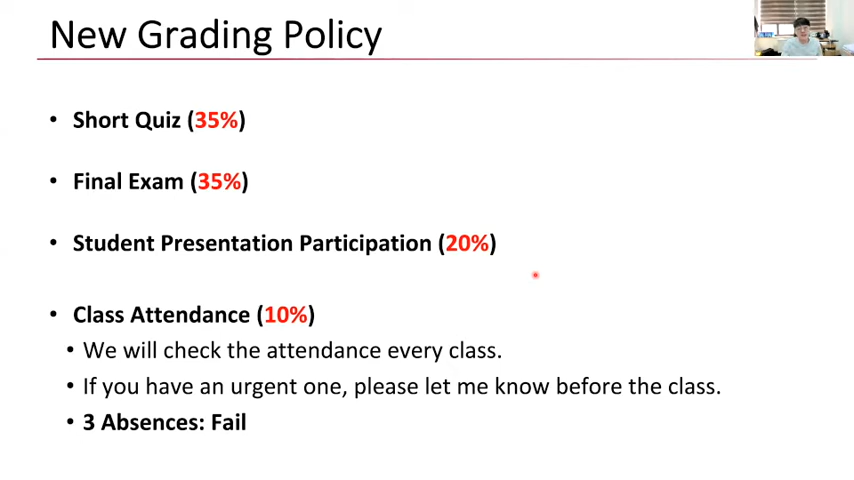 New Grading Policy
• Short Quiz (35%)
• Final Exam (35%)
• Student Presentation Participation (20%)
• Class Attendance (10%)
• We will check the attendance every class.
• If you have an urgent one, please let me know before the class.
• 3 Absences: Fail